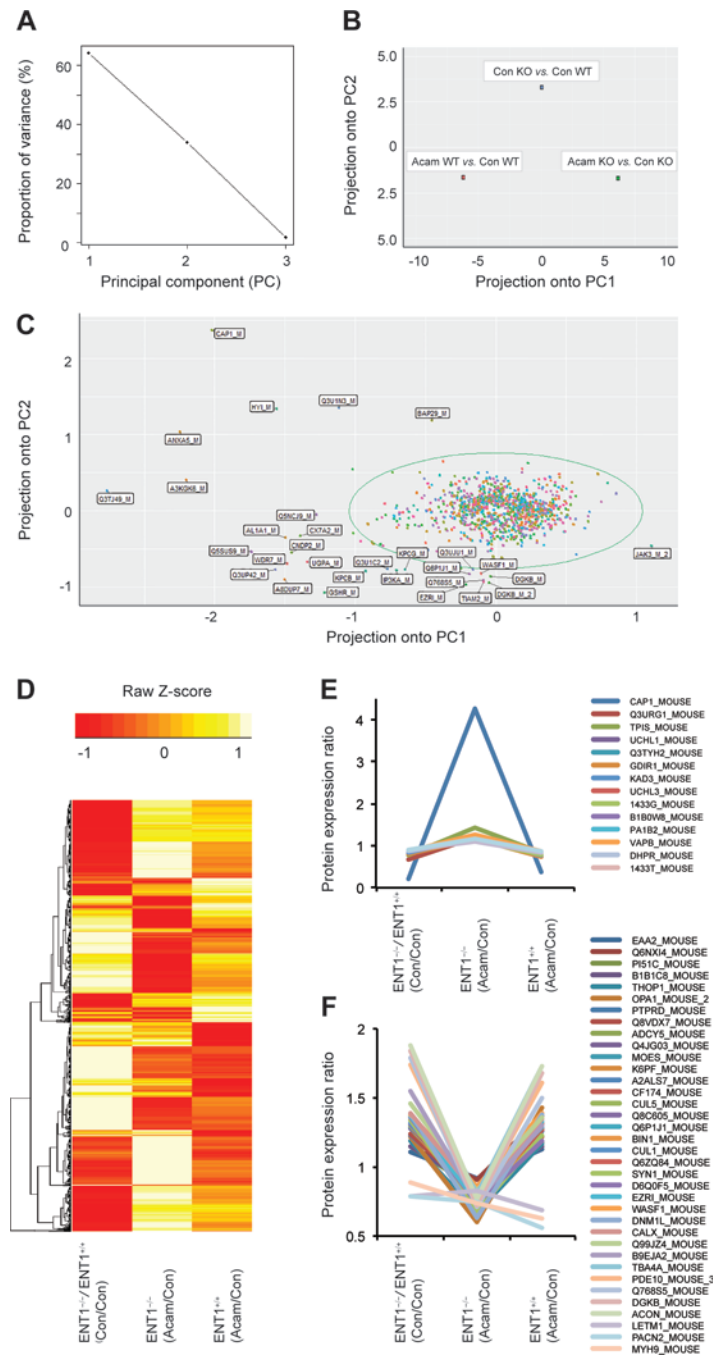 A
Proportion of variance (%)
60
40
20
0
1
2
3
Principal component (PC)
B
Projection onto PC2
5.0
2.5
0
2.5
5.0
Con KO vs. Con WT
Acam WT vs. Con WT
Acam KO vs. Con KO
-10
-5
0
5
10
Projection onto PC1
C
Projection onto PC2
2
1
0
-1
CAP1_M
HYI_M
Q3U1N3_M
BAP29_M
ANXA5_M
A3KGK8_M
Q3TJ49_M
Q5NCJ9_M
AL1A1_M
CX7A2_M
CNDP2_M
Q5SUS9_M
WDR7_M
UGPA_M
Q3U1C2_M
KPCG_M
Q3UJU1_M
WASF1_M
JAK3_M_2
Q3UP42_M
KPCB_M
IP3KA_M
Q6P1J1_M
DGKB_M
A8DUP7_M
GSHR_M
Q768S5_M
EZRI_M
TIAM2_M
DGKB_M_2
-2
-1
0
1
Projection onto PC1
D
Raw Z-score
-1
0
1
ENT1-/-/ ENT1+/+
(Con/Con)
ENT1-/-
(Acam/Con)
ENT1+/+
(Acam/Con)
E
Protein expression ratio
4
3
2
1
0
ENT1-/-/ ENT1+/+
(Con/Con)
ENT1-/-
(Acam/Con)
ENT1+/+
(Acam/Con)
CAP1_MOUSE
Q3URG1_MOUSE
TPIS_MOUSE
UCHL1_MOUSE
Q3TYH2_MOUSE
GDIR1_MOUSE
KAD3_MOUSE
UCHL3_MOUSE
1433G_MOUSE
B1B0W8_MOUSE
PA1B2_MOUSE
VAPB_MOUSE
DHPR_MOUSE
1433T_MOUSE
F
Protein expression ratio
2
1.5
1
0.5
ENT1-/-/ ENT1+/+
(Con/Con)
ENT1-/-
(Acam/Con)
ENT1+/+
(Acam/Con)
EAA2_MOUSE
Q6NXI4_MOUSE
PI51C_MOUSE
B1B1C8_MOUSE
THOP1_MOUSE
OPA1_MOUSE_2
PTPRD_MOUSE
Q8VDX7_MOUSE
ADCY5_MOUSE
Q4JG03_MOUSE
MOES_MOUSE
K6PF_MOUSE
A2ALS7_MOUSE
CF174_MOUSE
CUL5_MOUSE
Q8C605_MOUSE
Q6P1J1_MOUSE
BIN1_MOUSE
CUL1_MOUSE
Q6ZQ84_MOUSE
SYN1_MOUSE
D6Q0F5_MOUSE
EZRI_MOUSE
WASF1_MOUSE
DNM1L_MOUSE
CALX_MOUSE
Q99JZ4_MOUSE
B9EJA2_MOUSE
TBA4A_MOUSE
PDE10_MOUSE_3
Q768S5_MOUSE
DGKB_MOUSE
ACON_MOUSE
LETM1_MOUSE
PACN2_MOUSE
MYH9_MOUSE